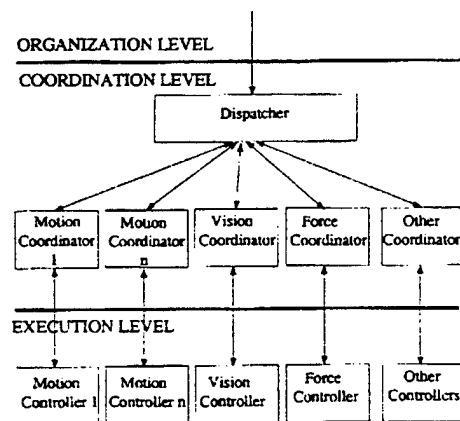 ORGANIZATION LEVEL
COORDINATION LEVEL
Dispatcher
Motion
Coordinator
1
Motion
Coordinator
n
Vision
Coordinator
Force
Coordinator
Other
Coordinator
EXECUTION LEVEL
Motion
Controller 1
Motion
Controller n
Vision
Controller
Force
Controller
Other
Controllers